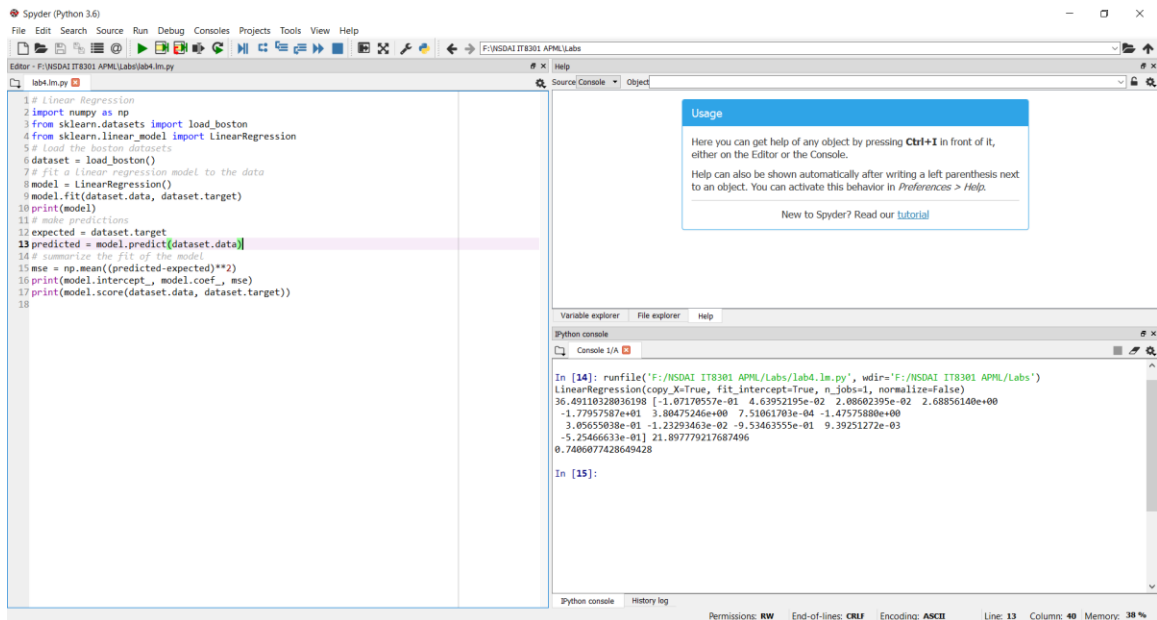 Spyder (Python 3.6)
File Edit Search Source Run Debug Consoles Projects Tools View Help
F:\NSDAI IT8301 APML\Labs
Editor - F:\NSDAI IT8301 APML\Labs\lab4.lm.py
lab4.lm.py
1 # Linear Regression
2 import numpy as np
3 from sklearn.datasets import load_boston
4 from sklearn.linear_model import LinearRegression
5 # load the boston datasets
6 dataset = load_boston()
7 # fit a linear regression model to the data
8 model = LinearRegression()
9 model.fit(dataset.data, dataset.target)
10 print(model)
11 # make predictions
12 expected = dataset.target
13 predicted = model.predict(dataset.data)
14 # summarize the fit of the model
15 mse = np.mean((predicted-expected)**2)
16 print(model.intercept_, model.coef_, mse)
17 print(model.score(dataset.data, dataset.target))
18
Help
Source Console Object
Usage
Here you can get help of any object by pressing Ctrl+I in front of it,
either on the Editor or the Console.
Help can also be shown automatically after writing a left parenthesis next
to an object. You can activate this behavior in Preferences > Help.
New to Spyder? Read our tutorial
Variable explorer File explorer Help
IPython console
Console 1/A
In [14]: runfile('F:/NSDAI IT8301 APML/Labs/lab4.lm.py', wdir='F:/NSDAI IT8301 APML/Labs')
LinearRegression(copy_X=True, fit_intercept=True, n_jobs=1, normalize=False)
36.49110328036198 [-1.07170557e-01 4.63952195e-02 2.08602395e-02 2.68856140e+00
-1.77957587e+01 3.80475246e+00 7.51061703e-04 -1.47575880e+00
3.05655038e-01 -1.23293463e-02 -9.53463555e-01 9.39251272e-03
-5.25466633e-01] 21.897779217687496
0.7406077428649428
In [15]:
IPython console History log
Permissions: RW End-of-lines: CRLF Encoding: ASCII Line: 13 Column: 40 Memory: 38 %